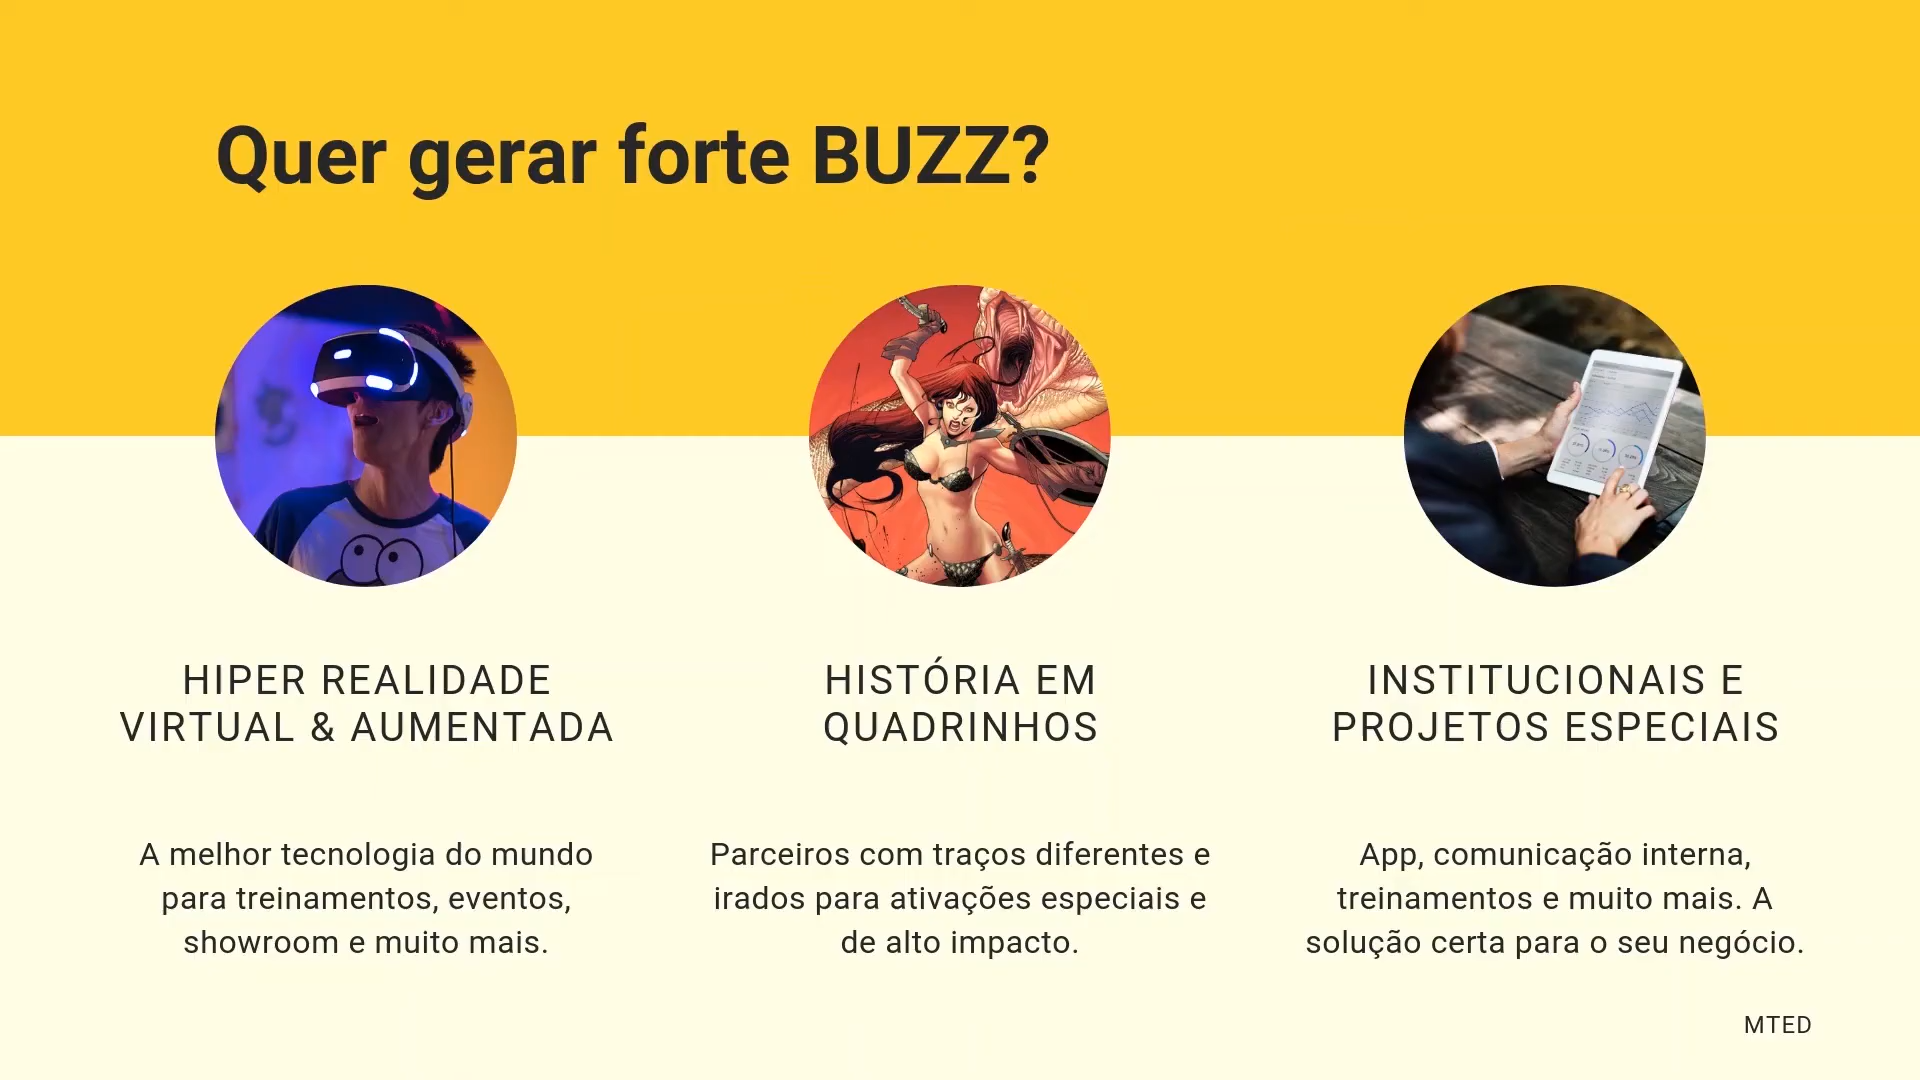 Quer gerar forte BUZZ?
HIPER REALIDADE
VIRTUAL & AUMENTADA
A melhor tecnologia do mundo
para treinamentos, eventos,
showroom e muito mais.
HISTÓRIA EM
QUADRINHOS
Parceiros com traços diferentes e
irados para ativações especiais e
de alto impacto.
INSTITUCIONAIS E
PROJETOS ESPECIAIS
App, comunicação interna,
treinamentos e muito mais. A
solução certa para o seu negócio.
MTED